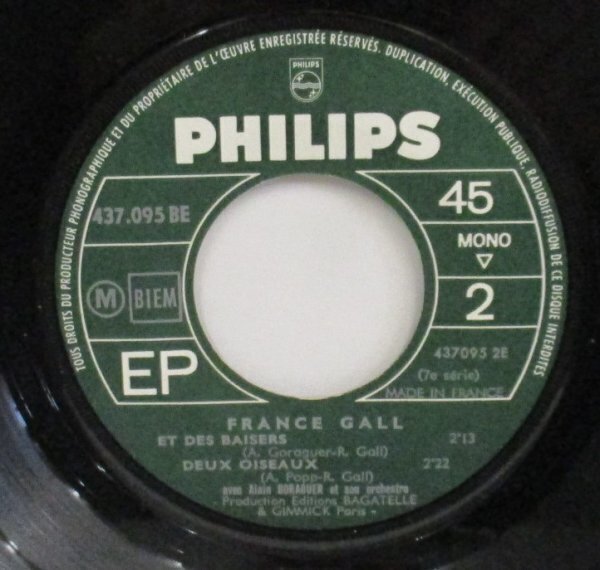 TOUS DROITS DU PRODUCTEUR PHONOGRAPHIQUE ET DU PROPRIÉTAIRE DE L'ŒUVRE ENREGISTRÉE RÉSERVÉS. DUPLICATION, EXÉCUTION PUBLIQUE, RADIODIFFUSION DE CE DISQUE INTERDITES
PHILIPS
PHILIPS
437.095 BE
M BIEM
EP
45
MONO
2
437095 2E
(7e série)
MADE IN FRANCE
FRANCE GALL
ET DES BAISERS 2'13
(A. Goraguer-R. Gall)
DEUX OISEAUX 2'22
(A. Popp-R. Gall)
avec Alain GORAGUER et son orchestre
- Production Editions BAGATELLE
& GIMMICK Paris -